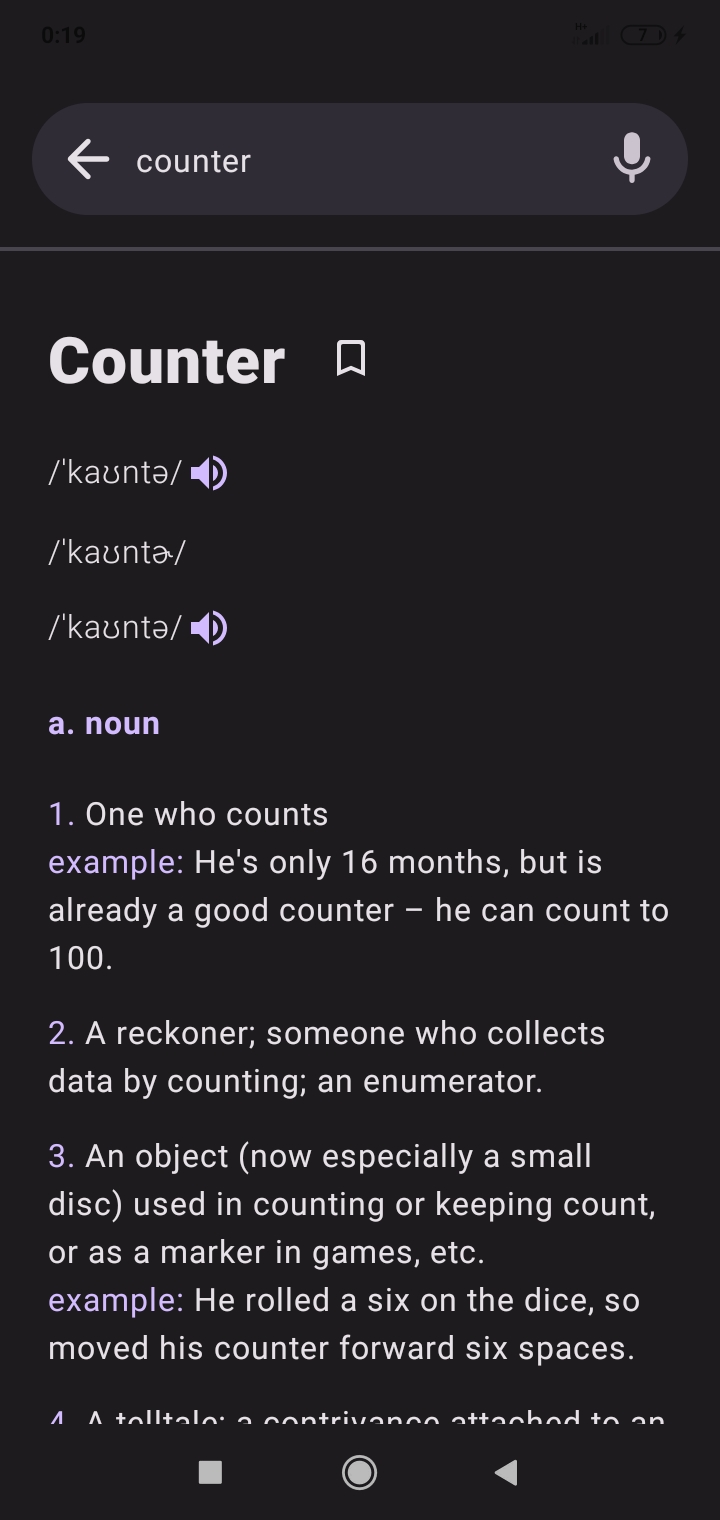 0:19 H+ 7
counter
Counter
/ˈkaʊntə/
/ˈkaʊntɚ/
/ˈkaʊntə/
a. noun
1. One who counts
example: He's only 16 months, but is
already a good counter – he can count to
100.
2. A reckoner; someone who collects
data by counting; an enumerator.
3. An object (now especially a small
disc) used in counting or keeping count,
or as a marker in games, etc.
example: He rolled a six on the dice, so
moved his counter forward six spaces.
4. A telltale; a contrivance attached to an